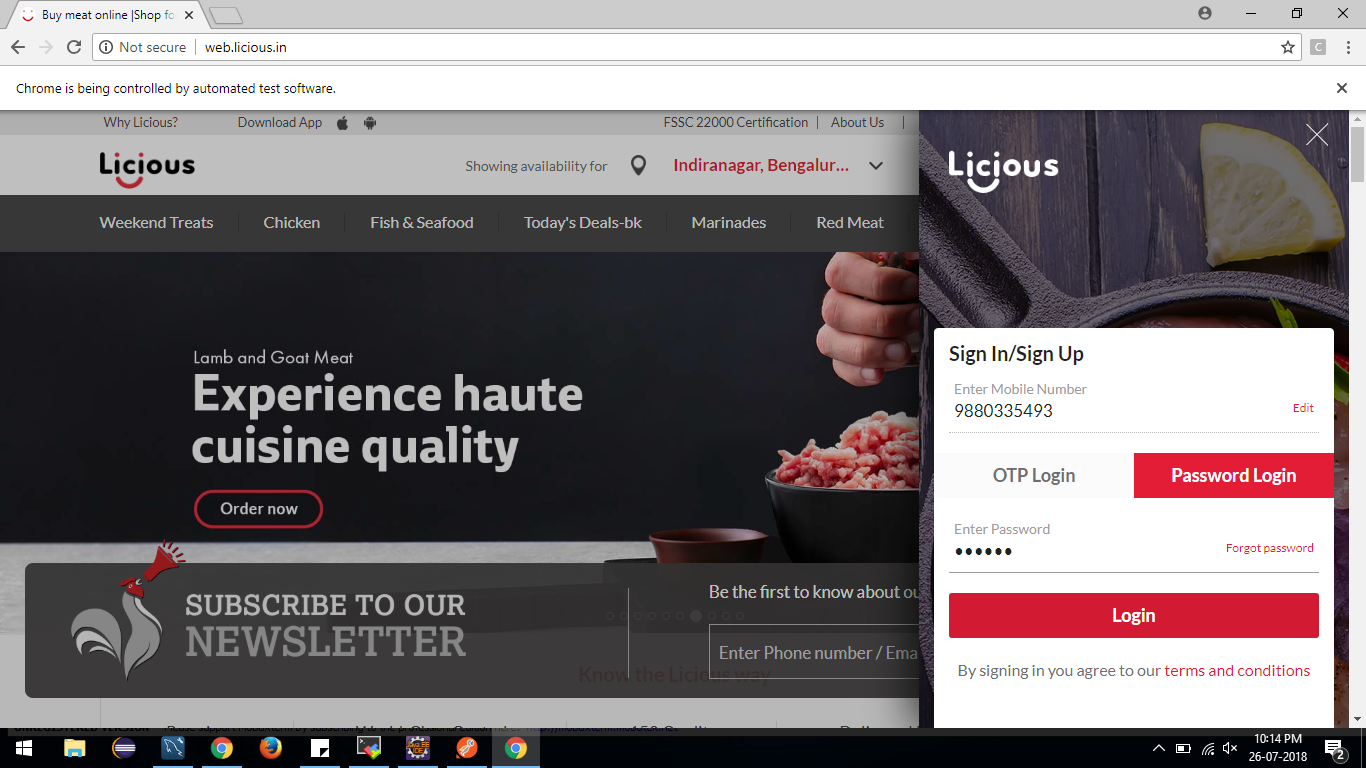 Buy meat online |Shop fo
Not secure
web.licious.in
C
Chrome is being controlled by automated test software.
Why Licious?
Download App
FSSC 22000 Certification
About Us
Licious
Showing availability for
Indiranagar, Bengalur...
Weekend Treats
Chicken
Fish & Seafood
Today's Deals-bk
Marinades
Red Meat
Lamb and Goat Meat
Experience haute
cuisine quality
Order now
SUBSCRIBE TO OUR
NEWSLETTER
Be the first to know about ou
Enter Phone number / Ema
Know the Licious way
Licious
Sign In/Sign Up
Enter Mobile Number
9880335493
Edit
OTP Login
Password Login
Enter Password
••••••
Forgot password
Login
By signing in you agree to our terms and conditions
10:14 PM
26-07-2018
2